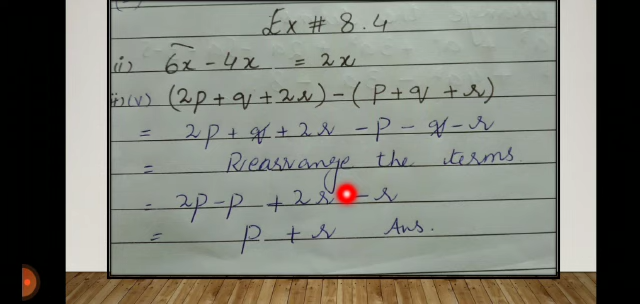 Ex # 8.4
(i) 6x - 4x = 2x
(v) (2p + q + 2r) - (p + q + r)
= 2p + q + 2r - p - q - r
= Rearrange the terms.
= 2p - p + 2r - r
= p + r Ans.